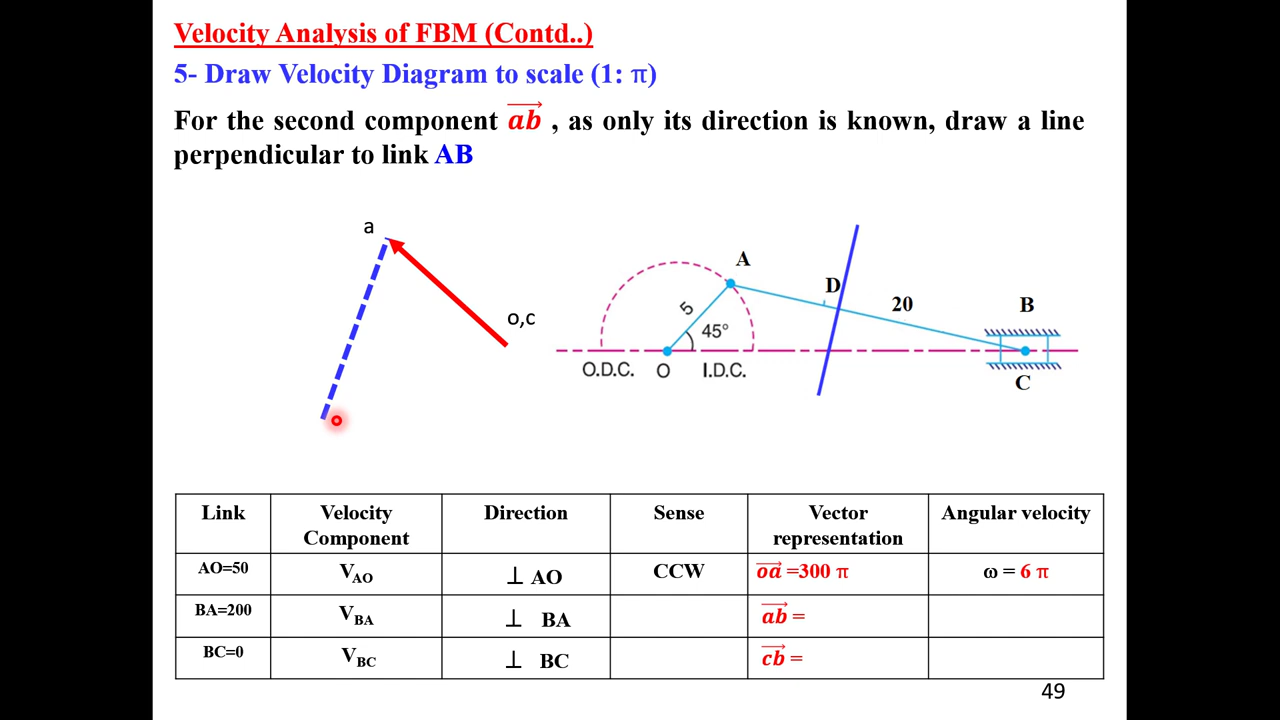 Velocity Analysis of FBM (Contd..)
5- Draw Velocity Diagram to scale (1: π)
For the second component ab , as only its direction is known, draw a line
perpendicular to link AB
a
o,c
A
D
20
B
5
45°
O.D.C. O I.D.C.
C
Link Velocity Component Direction Sense Vector representation Angular velocity
AO=50 VAO ⊥ AO CCW oa =300 π ω = 6 π
BA=200 VBA ⊥ BA ab =
BC=0 VBC ⊥ BC cb =
49